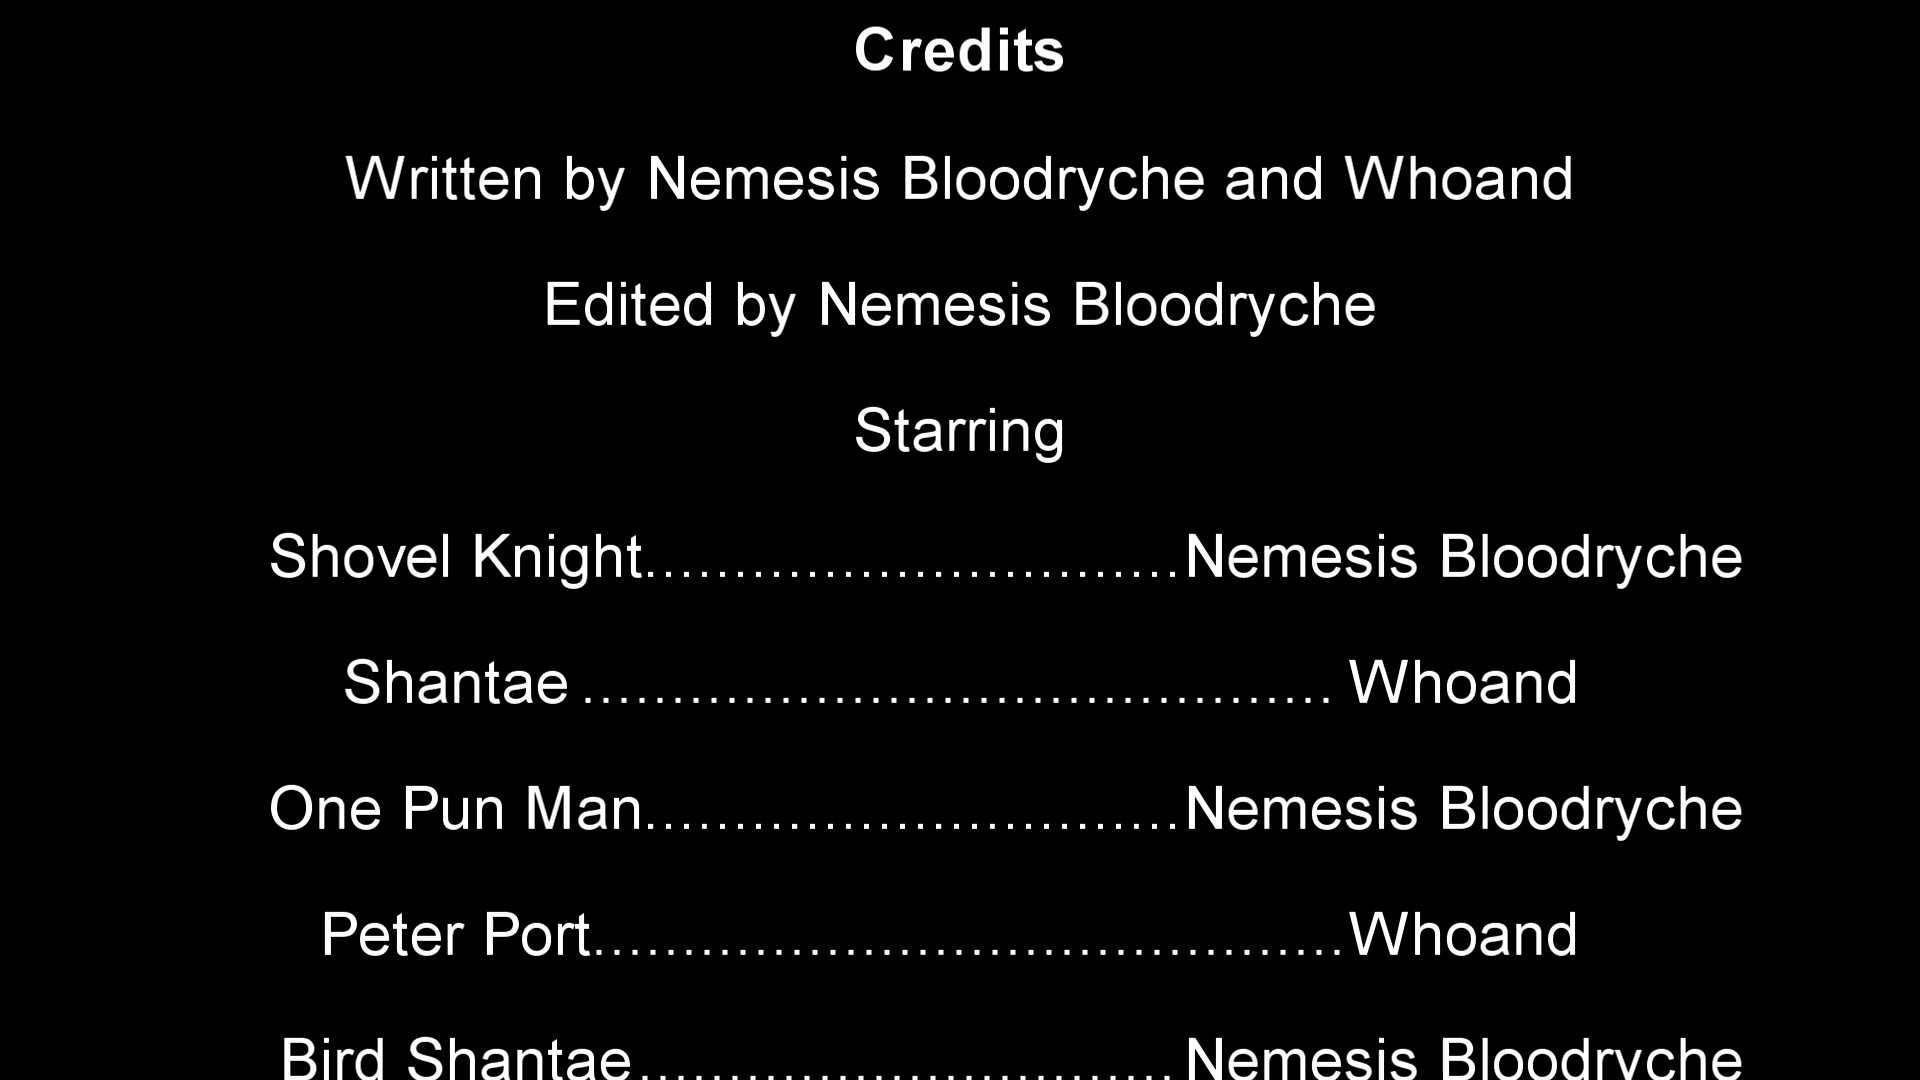 Credits
Written by Nemesis Bloodryche and Whoand
Edited by Nemesis Bloodryche
Starring
Shovel Knight..............................Nemesis Bloodryche
Shantae .......................................... Whoand
One Pun Man..............................Nemesis Bloodryche
Peter Port..........................................Whoand
Bird Shantae..............................Nemesis Bloodryche